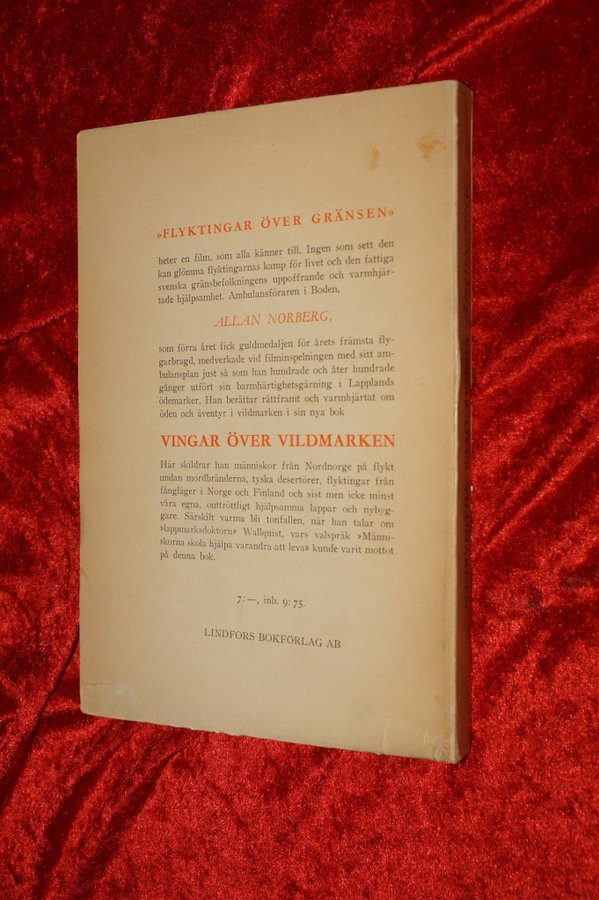 »FLYKTINGAR ÖVER GRÄNSEN»
heter en film, som alla känner till. Ingen som sett den
kan glömma flyktingarnas kamp för livet och den fattiga
svenska gränsbefolkningens uppoffrande och varmhjär-
tade hjälpsamhet. Ambulansföraren i Boden,
ALLAN NORBERG,
som förra året fick guldmedaljen för årets främsta fly-
garbragd, medverkade vid filminspelningen med sitt am-
bulansplan just så som han hundrade och åter hundrade
gånger utfört sin barmhärtighetsgärning i Lapplands
ödemarker. Han berättar rättframt och varmhjärtat om
öden och äventyr i vildmarken i sin nya bok
VINGAR ÖVER VILDMARKEN
Här skildrar han människor från Nordnorge på flykt
undan mordbränderna, tyska desertörer, flyktingar från
fångläger i Norge och Finland och sist men icke minst
våra egna, outtröttligt hjälpsamma lappar och nybyg-
gare. Särskilt varma bli tonfallen, när han talar om
»lappmarksdoktorn» Wallquist, vars valspråk »Männi-
skorna skola hjälpa varandra att leva» kunde varit mottot
på denna bok.
7: —, inb. 9: 75.
LINDFORS BOKFÖRLAG AB